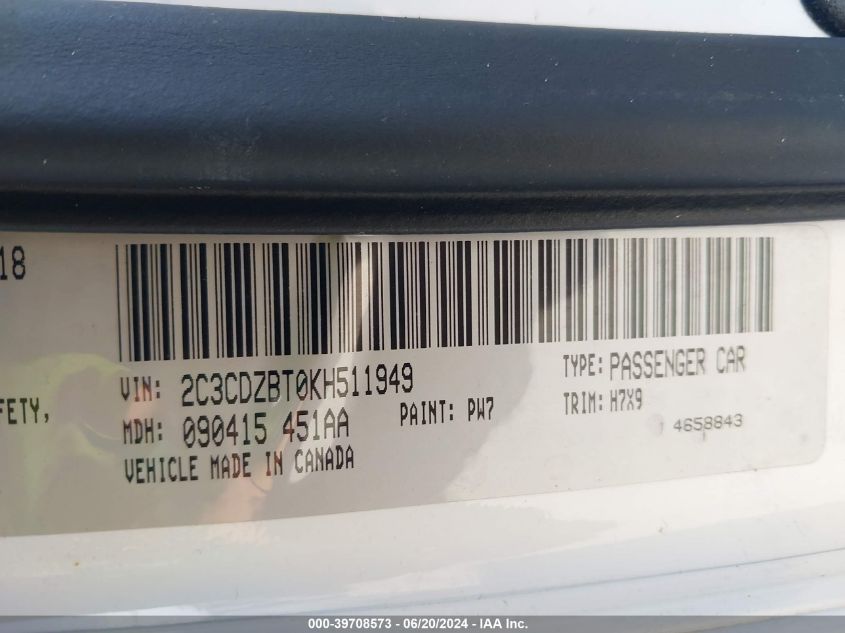 18
VIN: 2C3CDZBT0KH511949
TYPE: PASSENGER CAR
FETY,
MDH: 090415 451AA
PAINT: PW7
TRIM: H7X9
4658843
VEHICLE MADE IN CANADA
000-39708573 - 06/20/2024 - IAA Inc.